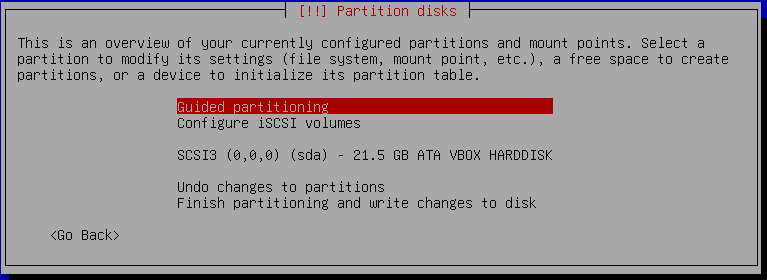 [!!] Partition disks
This is an overview of your currently configured partitions and mount points. Select a
partition to modify its settings (file system, mount point, etc.), a free space to create
partitions, or a device to initialize its partition table.
Guided partitioning
Configure iSCSI volumes
SCSI3 (0,0,0) (sda) - 21.5 GB ATA VBOX HARDDISK
Undo changes to partitions
Finish partitioning and write changes to disk
<Go Back>